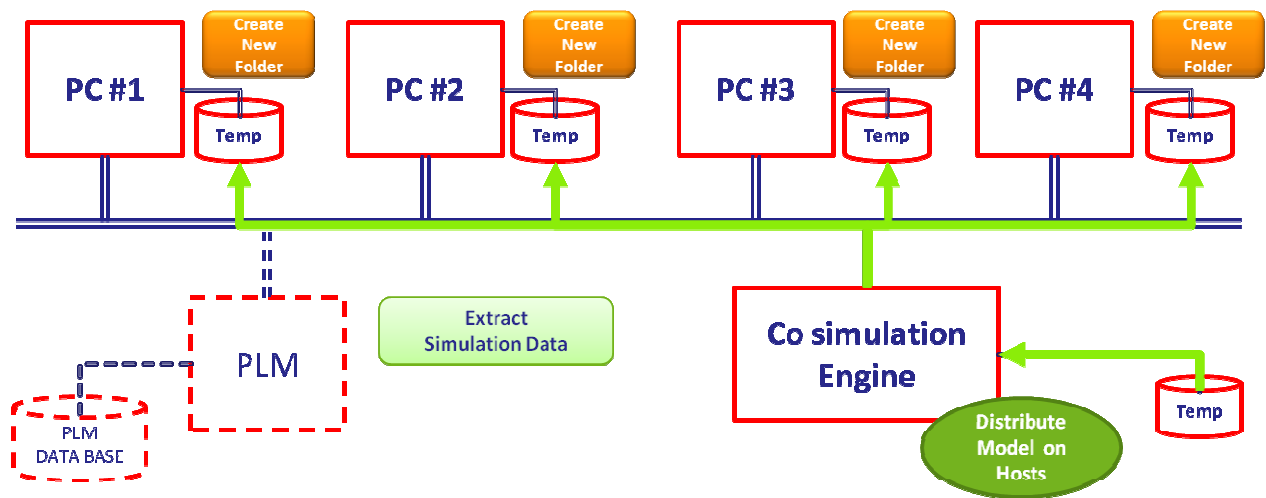 Create
New
Folder
PC #1
Temp
Create
New
Folder
PC #2
Temp
Create
New
Folder
PC #3
Temp
Create
New
Folder
PC #4
Temp
PLM
PLM
DATA BASE
Extract
Simulation Data
Co simulation
Engine
Distribute
Model on
Hosts
Temp